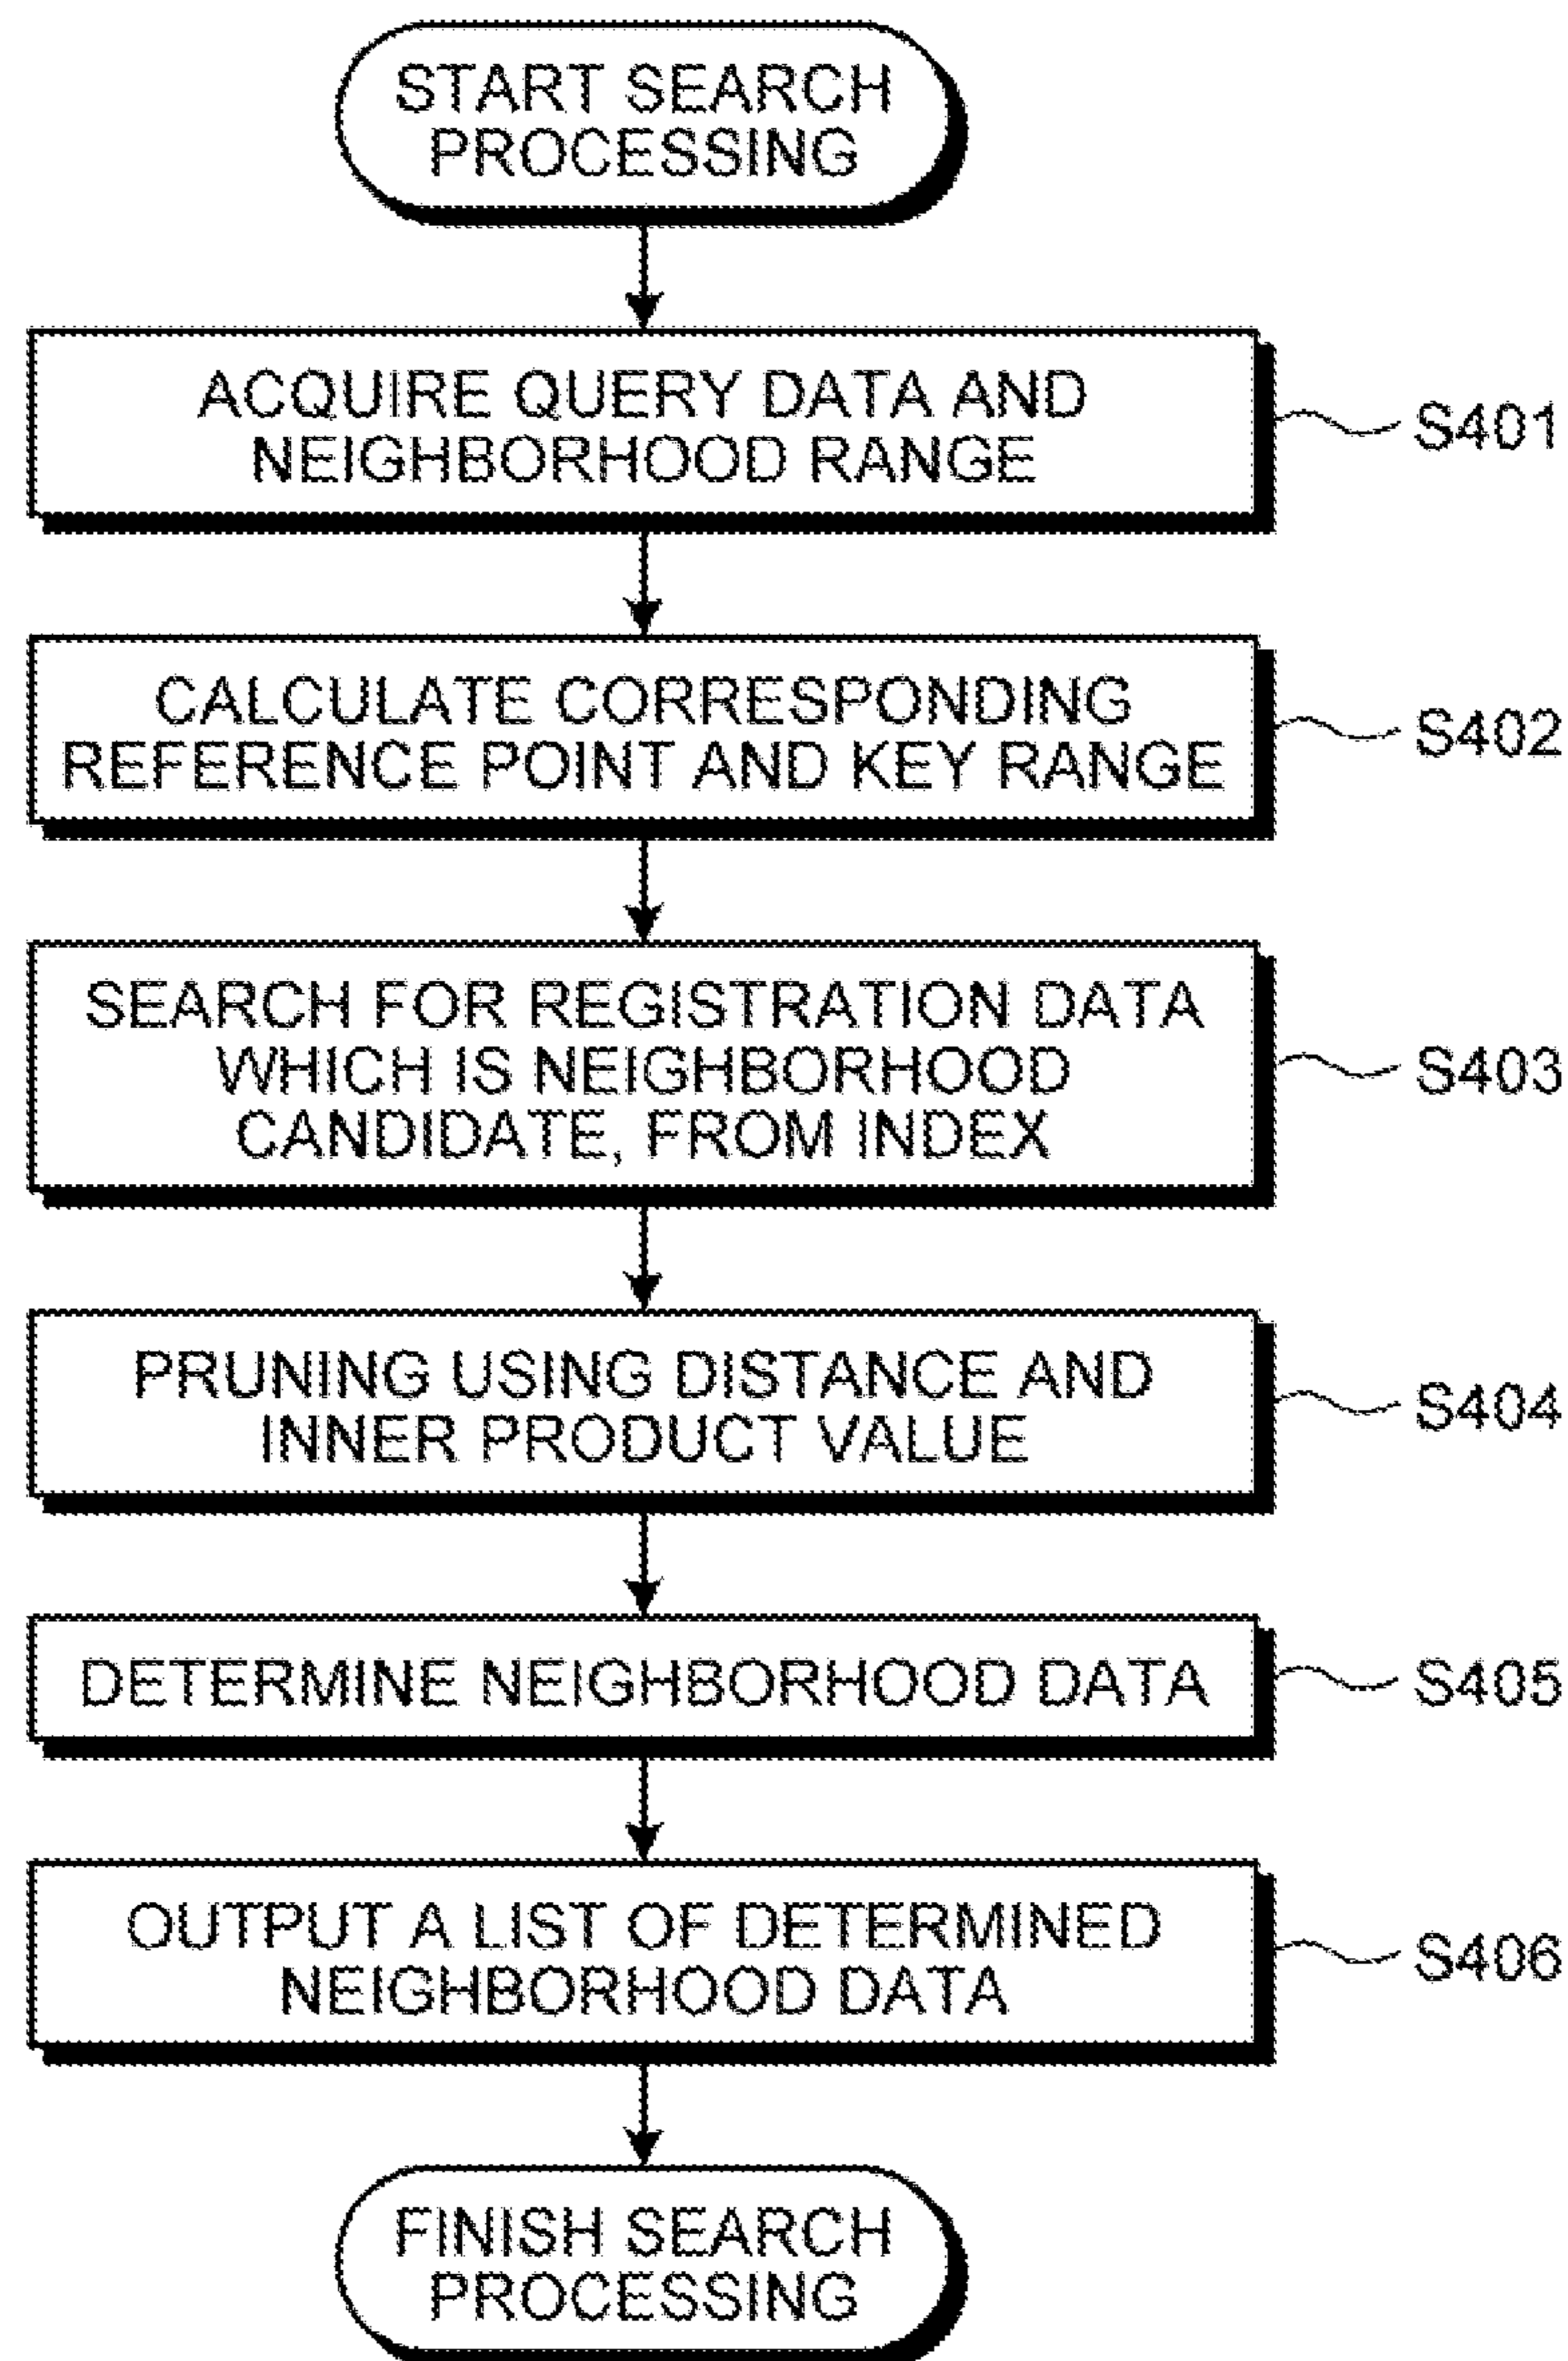 START SEARCH
PROCESSING
ACQUIRE QUERY DATA AND
NEIGHBORHOOD RANGE
S401
CALCULATE CORRESPONDING
REFERENCE POINT AND KEY RANGE
S402
SEARCH FOR REGISTRATION DATA
WHICH IS NEIGHBORHOOD
CANDIDATE, FROM INDEX
S403
PRUNING USING DISTANCE AND
INNER PRODUCT VALUE
S404
DETERMINE NEIGHBORHOOD DATA
S405
OUTPUT A LIST OF DETERMINED
NEIGHBORHOOD DATA
S406
FINISH SEARCH
PROCESSING